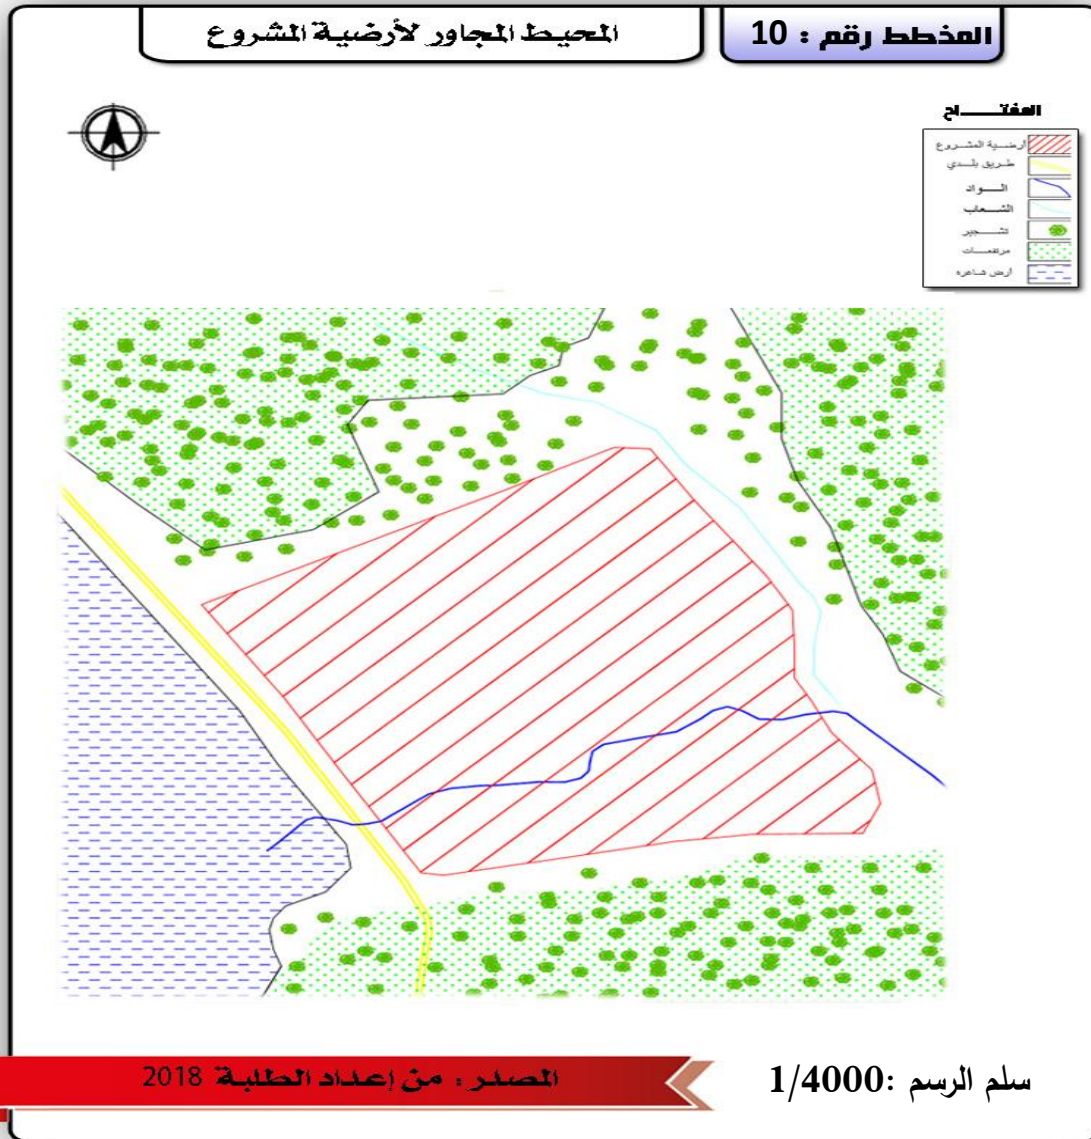 المخطط رقم : 10
المحيط المجاور لأرضية المشروع
المفتاح
أرضية المشروع
طريق بلدي
الواد
الشعاب
تشجير
مرتفعات
أرض شاغرة
سلم الرسم :1/4000
المصدر : من إعداد الطلبة 2018